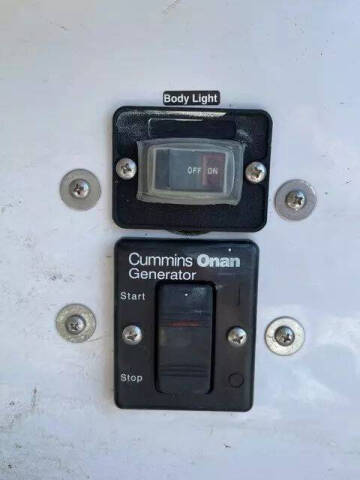 Body Light
OFF ON
Cummins Onan
Generator
Start
Stop